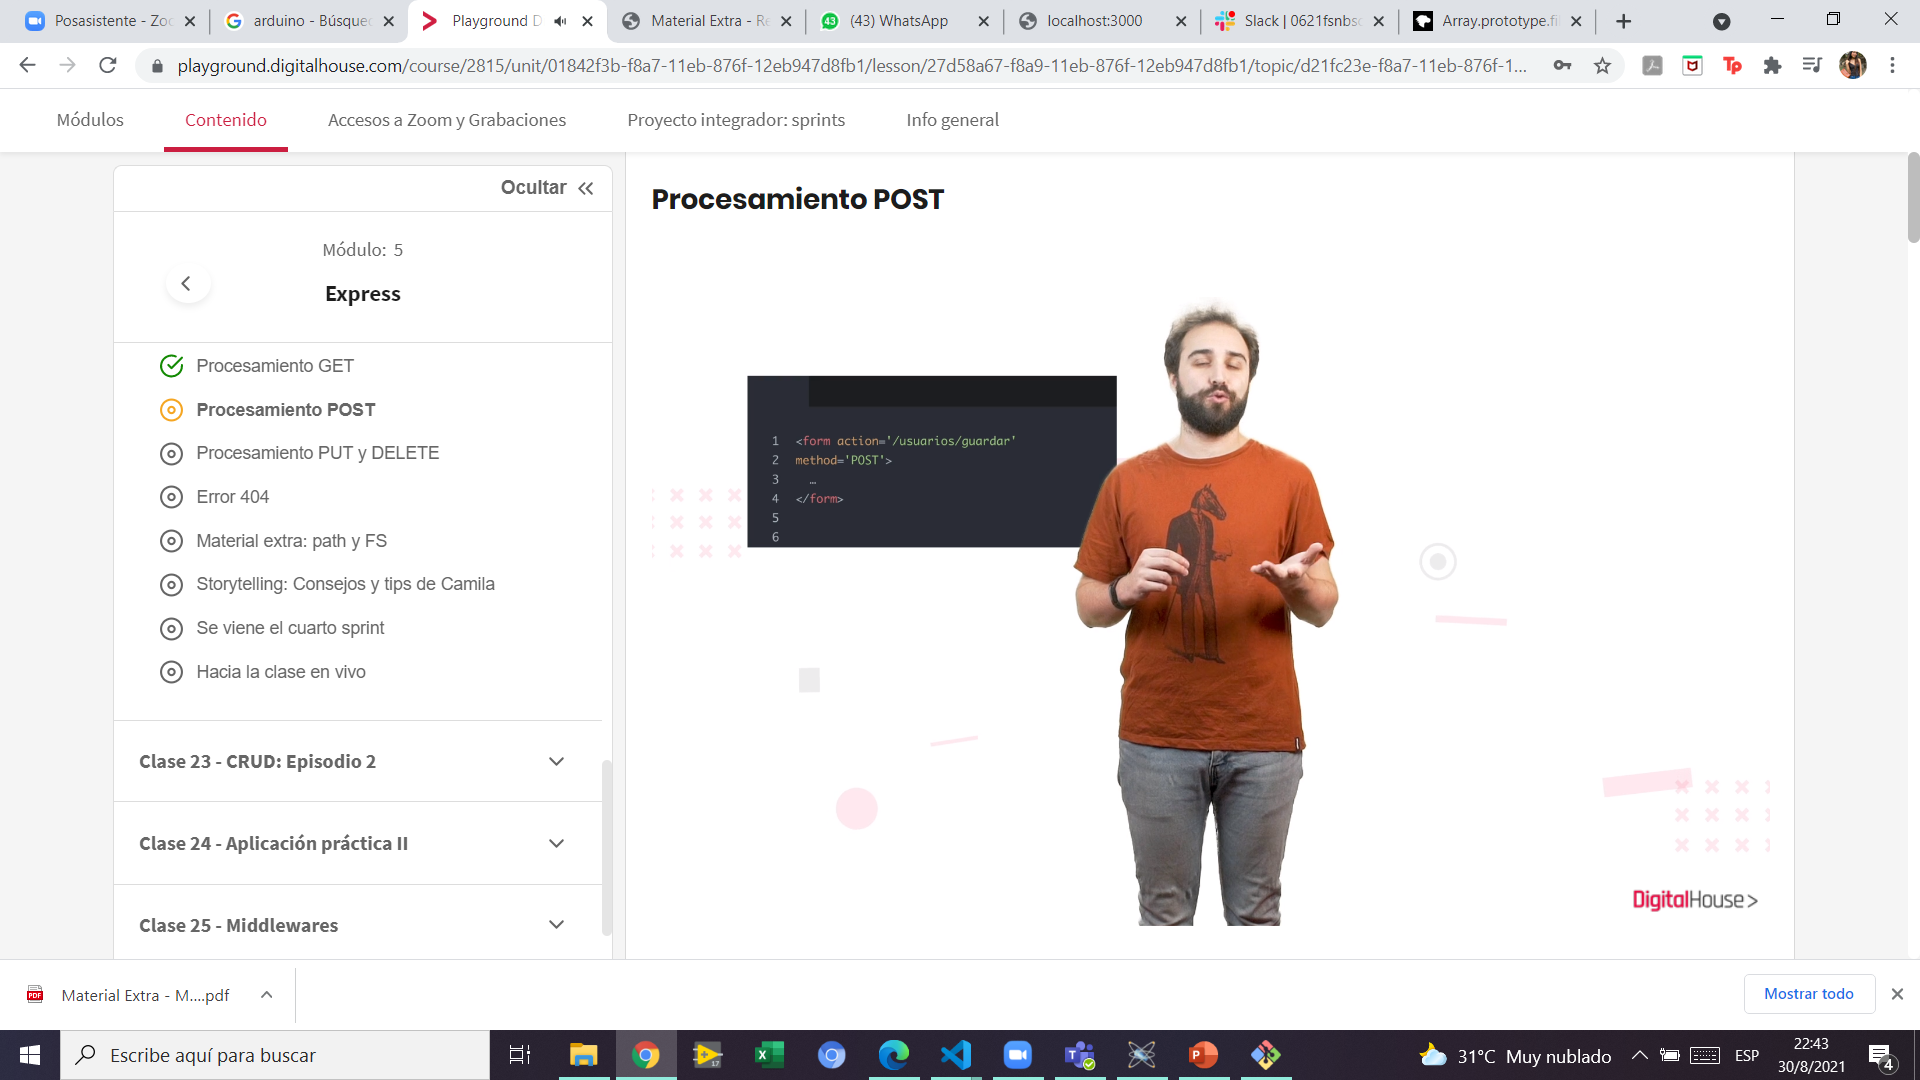 Posasistente - Zo
arduino - Búsque
Playground D
Material Extra - R
(43) WhatsApp
localhost:3000
Slack | 0621fsnbs
Array.prototype.fi
playground.digitalhouse.com/course/2815/unit/01842f3b-f8a7-11eb-876f-12eb947d8fb1/lesson/27d58a67-f8a9-11eb-876f-12eb947d8fb1/topic/d21fc23e-f8a7-11eb-876f-1...
Módulos
Contenido
Accesos a Zoom y Grabaciones
Proyecto integrador: sprints
Info general
Ocultar
Módulo: 5
Express
Procesamiento GET
Procesamiento POST
Procesamiento PUT y DELETE
Error 404
Material extra: path y FS
Storytelling: Consejos y tips de Camila
Se viene el cuarto sprint
Hacia la clase en vivo
Clase 23 - CRUD: Episodio 2
Clase 24 - Aplicación práctica II
Clase 25 - Middlewares
Procesamiento POST
1 <form action='/usuarios/guardar'
2 method='POST'>
3 …
4 </form>
5
6
DigitalHouse>
Material Extra - M....pdf
Mostrar todo
Escribe aquí para buscar
31°C Muy nublado
ESP
22:43
30/8/2021
4